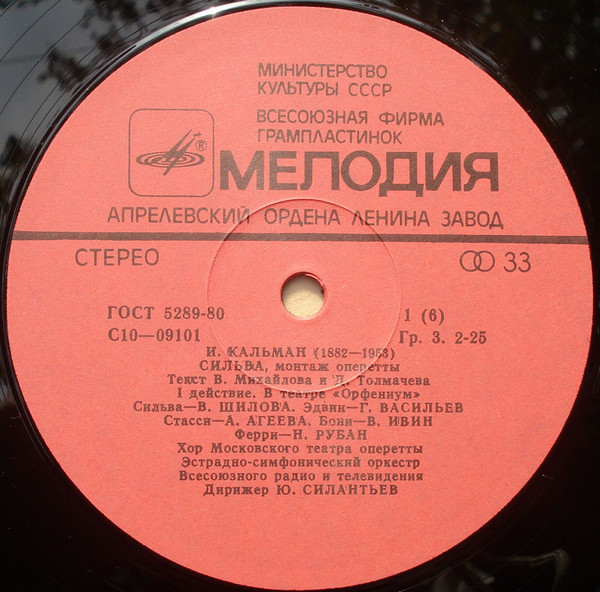 МИНИСТЕРСТВО
КУЛЬТУРЫ СССР
ВСЕСОЮЗНАЯ ФИРМА
ГРАМПЛАСТИНОК
® МЕЛОДИЯ
АПРЕЛЕВСКИЙ ОРДЕНА ЛЕНИНА ЗАВОД
СТЕРЕО 33
ГОСТ 5289-80 1 (6)
С10—09101 Гр. 3. 2-25
И. КАЛЬМАН (1882—1953)
СИЛЬВА, монтаж оперетты
Текст В. Михайлова и Д. Толмачева
I действие. В театре «Орфениум»
Сильва—В. ШИЛОВА. Эдвин—Г. ВАСИЛЬЕВ
Стасси—А. АГЕЕВА. Бони—В. ИВИН
Ферри—Н. РУБАН
Хор Московского театра оперетты
Эстрадно-симфонический оркестр
Всесоюзного радио и телевидения
Дирижер Ю. СИЛАНТЬЕВ